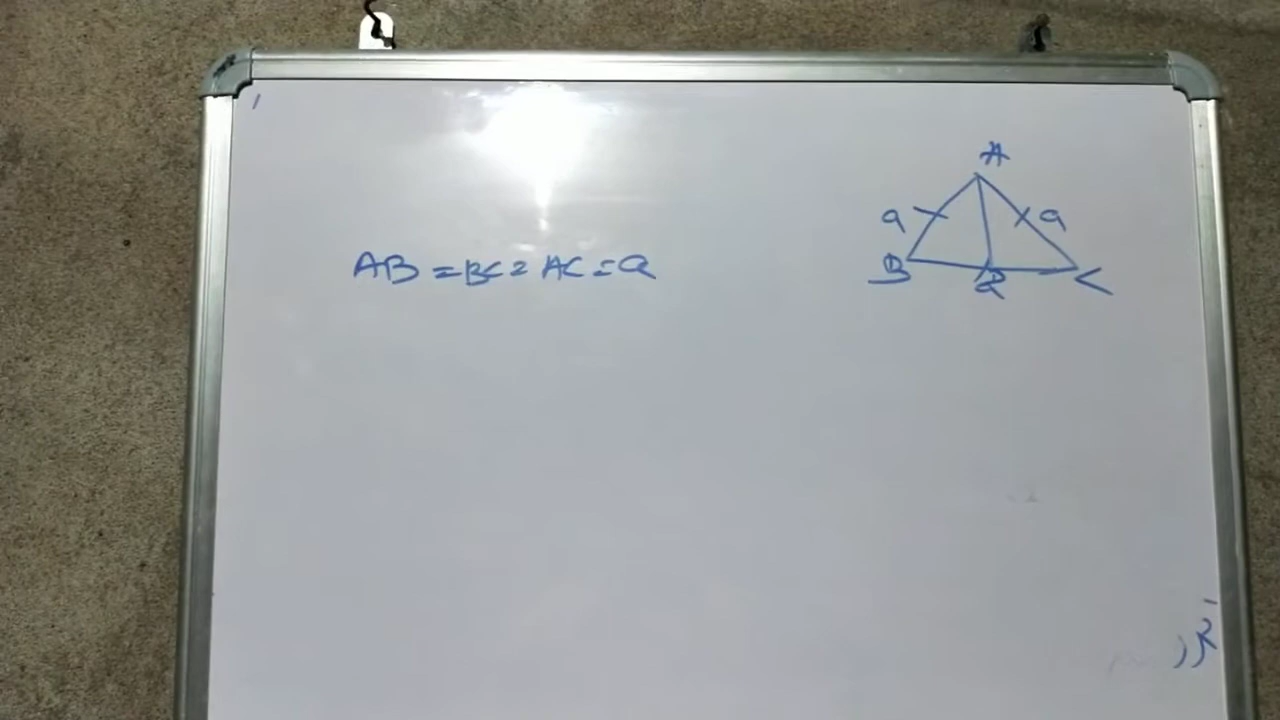 A
a a
B C
AB = BC = AC = a